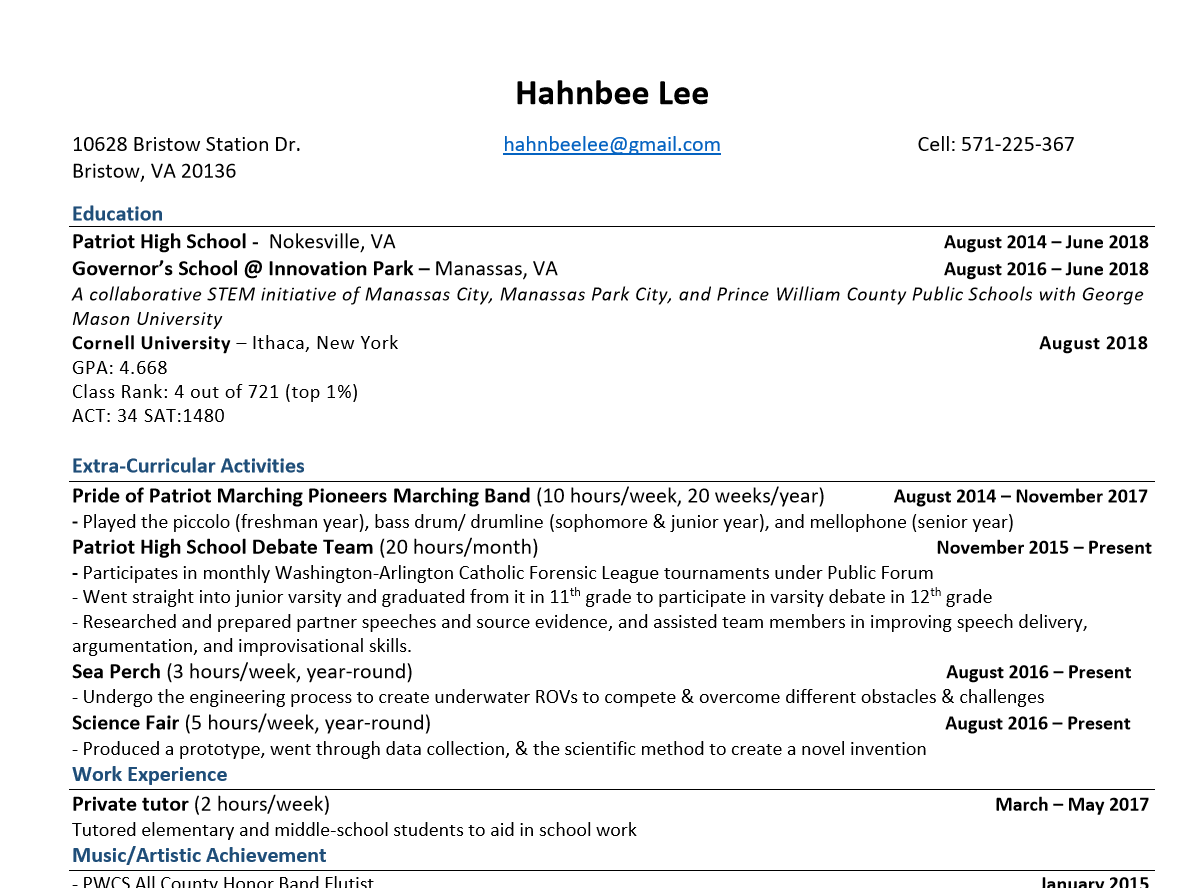 Hahnbee Lee
10628 Bristow Station Dr. hahnbeelee@gmail.com Cell: 571-225-367
Bristow, VA 20136
Education
Patriot High School - Nokesville, VA August 2014 – June 2018
Governor’s School @ Innovation Park – Manassas, VA August 2016 – June 2018
A collaborative STEM initiative of Manassas City, Manassas Park City, and Prince William County Public Schools with George
Mason University
Cornell University – Ithaca, New York August 2018
GPA: 4.668
Class Rank: 4 out of 721 (top 1%)
ACT: 34 SAT:1480
Extra-Curricular Activities
Pride of Patriot Marching Pioneers Marching Band (10 hours/week, 20 weeks/year) August 2014 – November 2017
- Played the piccolo (freshman year), bass drum/ drumline (sophomore & junior year), and mellophone (senior year)
Patriot High School Debate Team (20 hours/month) November 2015 – Present
- Participates in monthly Washington-Arlington Catholic Forensic League tournaments under Public Forum
- Went straight into junior varsity and graduated from it in 11th grade to participate in varsity debate in 12th grade
- Researched and prepared partner speeches and source evidence, and assisted team members in improving speech delivery,
argumentation, and improvisational skills.
Sea Perch (3 hours/week, year-round) August 2016 – Present
- Undergo the engineering process to create underwater ROVs to compete & overcome different obstacles & challenges
Science Fair (5 hours/week, year-round) August 2016 – Present
- Produced a prototype, went through data collection, & the scientific method to create a novel invention
Work Experience
Private tutor (2 hours/week) March – May 2017
Tutored elementary and middle-school students to aid in school work
Music/Artistic Achievement
- PWCS All County Honor Band Flutist January 2015